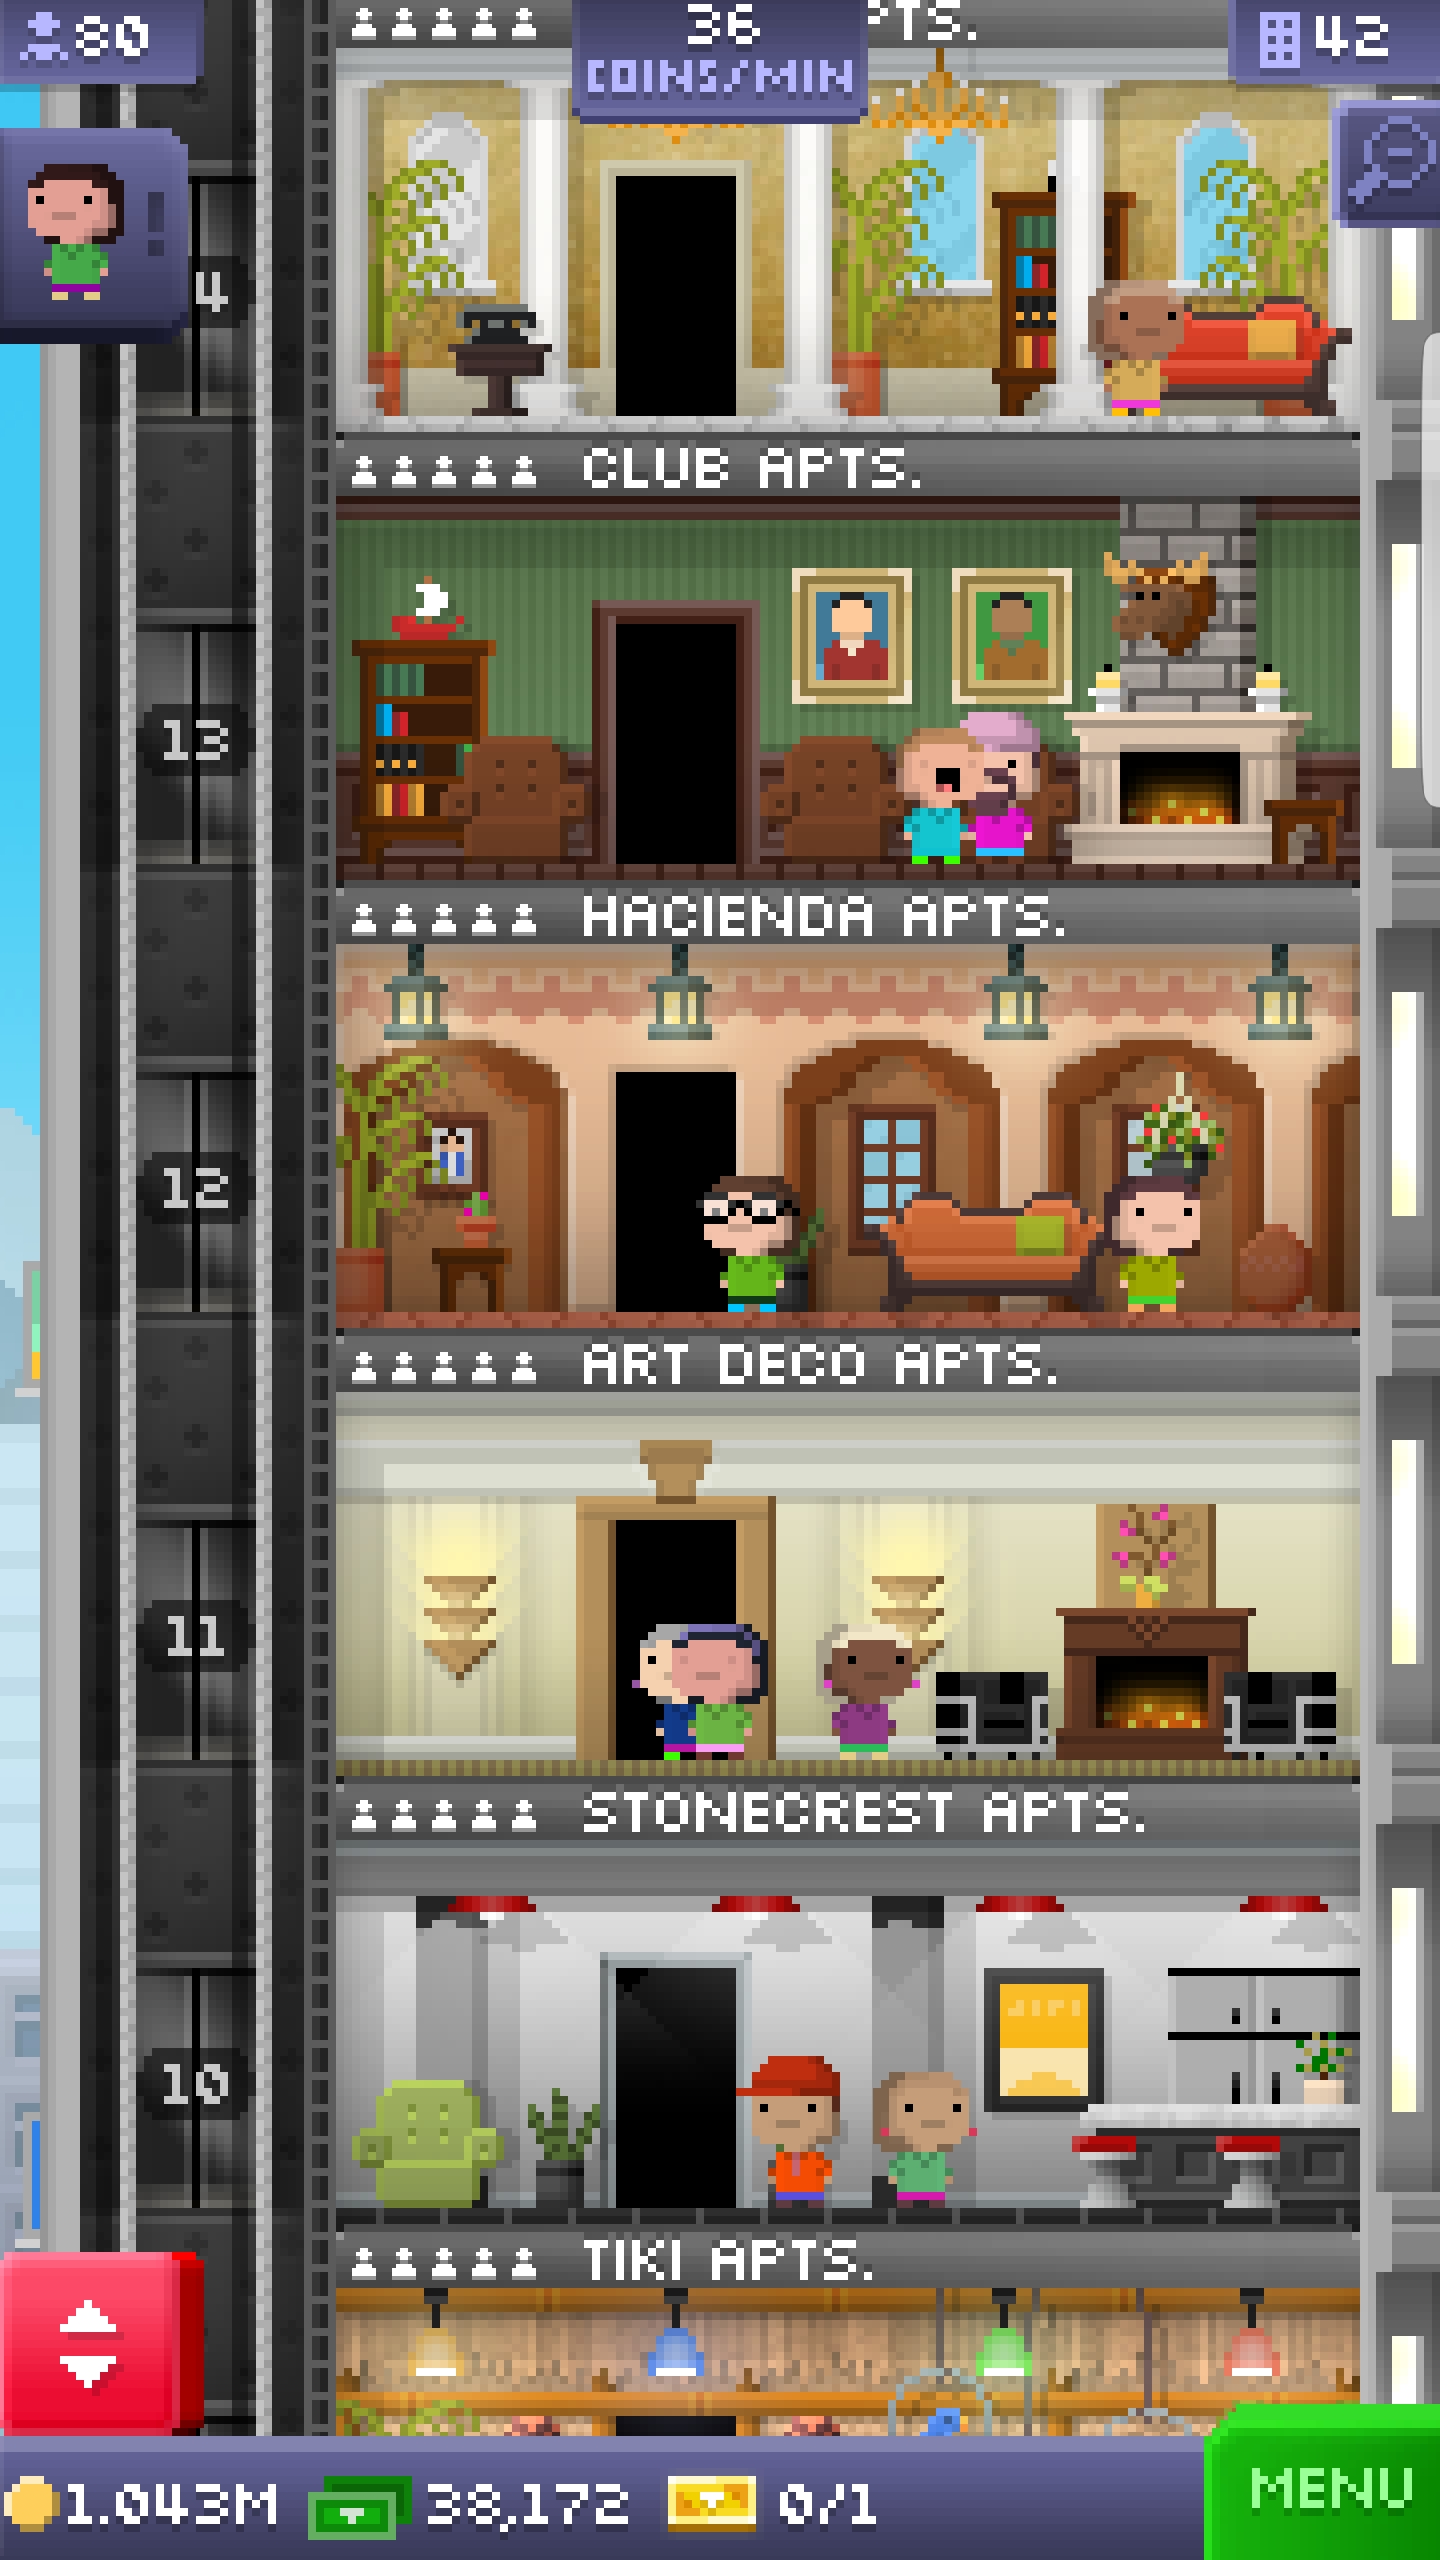 80
36
COINS/MIN
PTS.
42
!
4
CLUB APTS.
13
HACIENDA APTS.
12
ART DECO APTS.
11
STONECREST APTS.
10
TIKI APTS.
1.043M
38,172
0/1
MENU